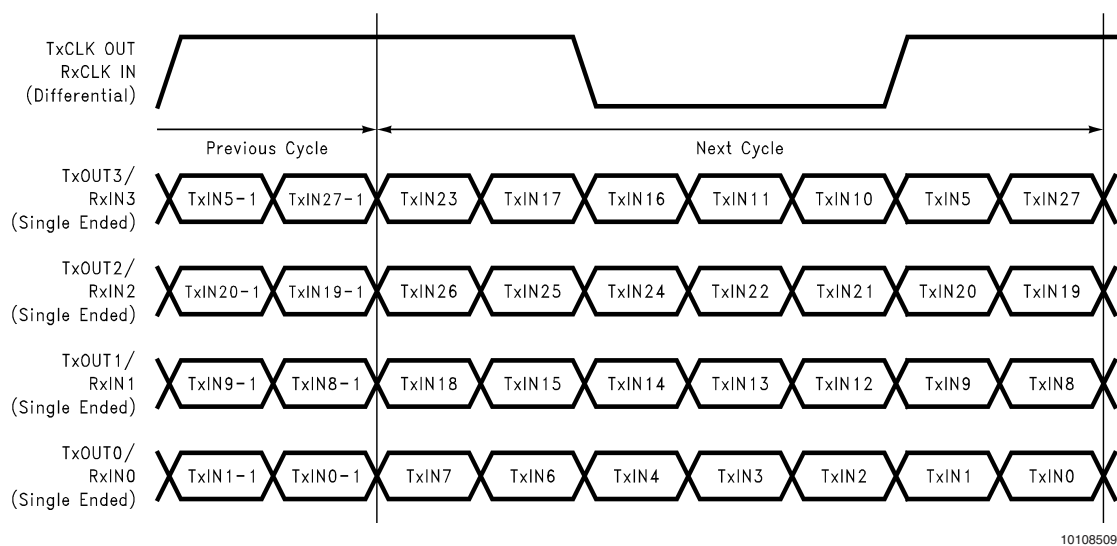 TxCLK OUT
RxCLK IN
(Differential)
Previous Cycle
Next Cycle
TxOUT3/
RxIN3
(Single Ended)
TxIN5-1 TxIN27-1 TxIN23 TxIN17 TxIN16 TxIN11 TxIN10 TxIN5 TxIN27
TxOUT2/
RxIN2
(Single Ended)
TxIN20-1 TxIN19-1 TxIN26 TxIN25 TxIN24 TxIN22 TxIN21 TxIN20 TxIN19
TxOUT1/
RxIN1
(Single Ended)
TxIN9-1 TxIN8-1 TxIN18 TxIN15 TxIN14 TxIN13 TxIN12 TxIN9 TxIN8
TxOUT0/
RxIN0
(Single Ended)
TxIN1-1 TxIN0-1 TxIN7 TxIN6 TxIN4 TxIN3 TxIN2 TxIN1 TxIN0
10108509